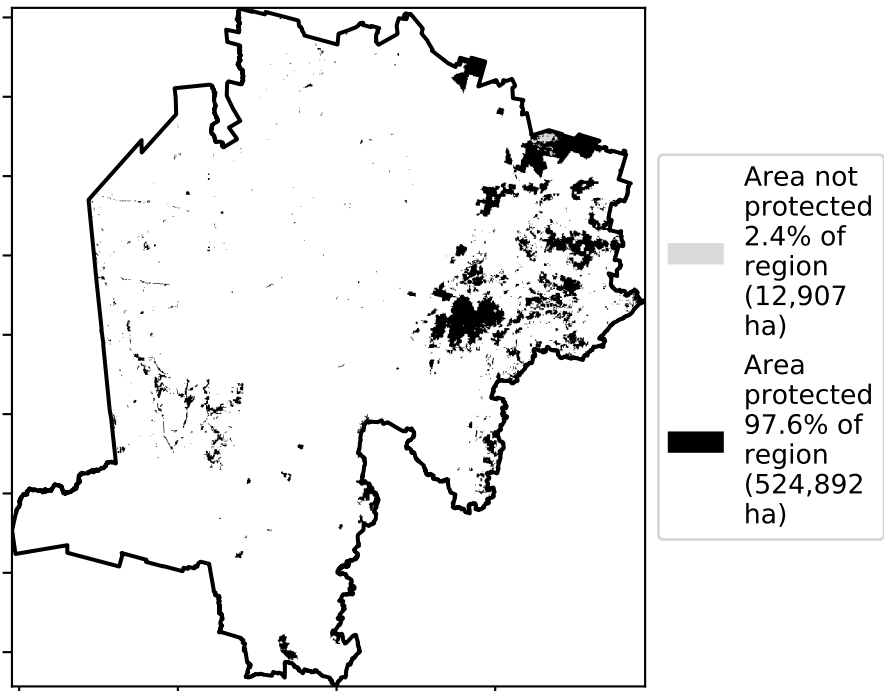 Area not
protected
2.4% of
region
(12,907
ha)
Area
protected
97.6% of
region
(524,892
ha)